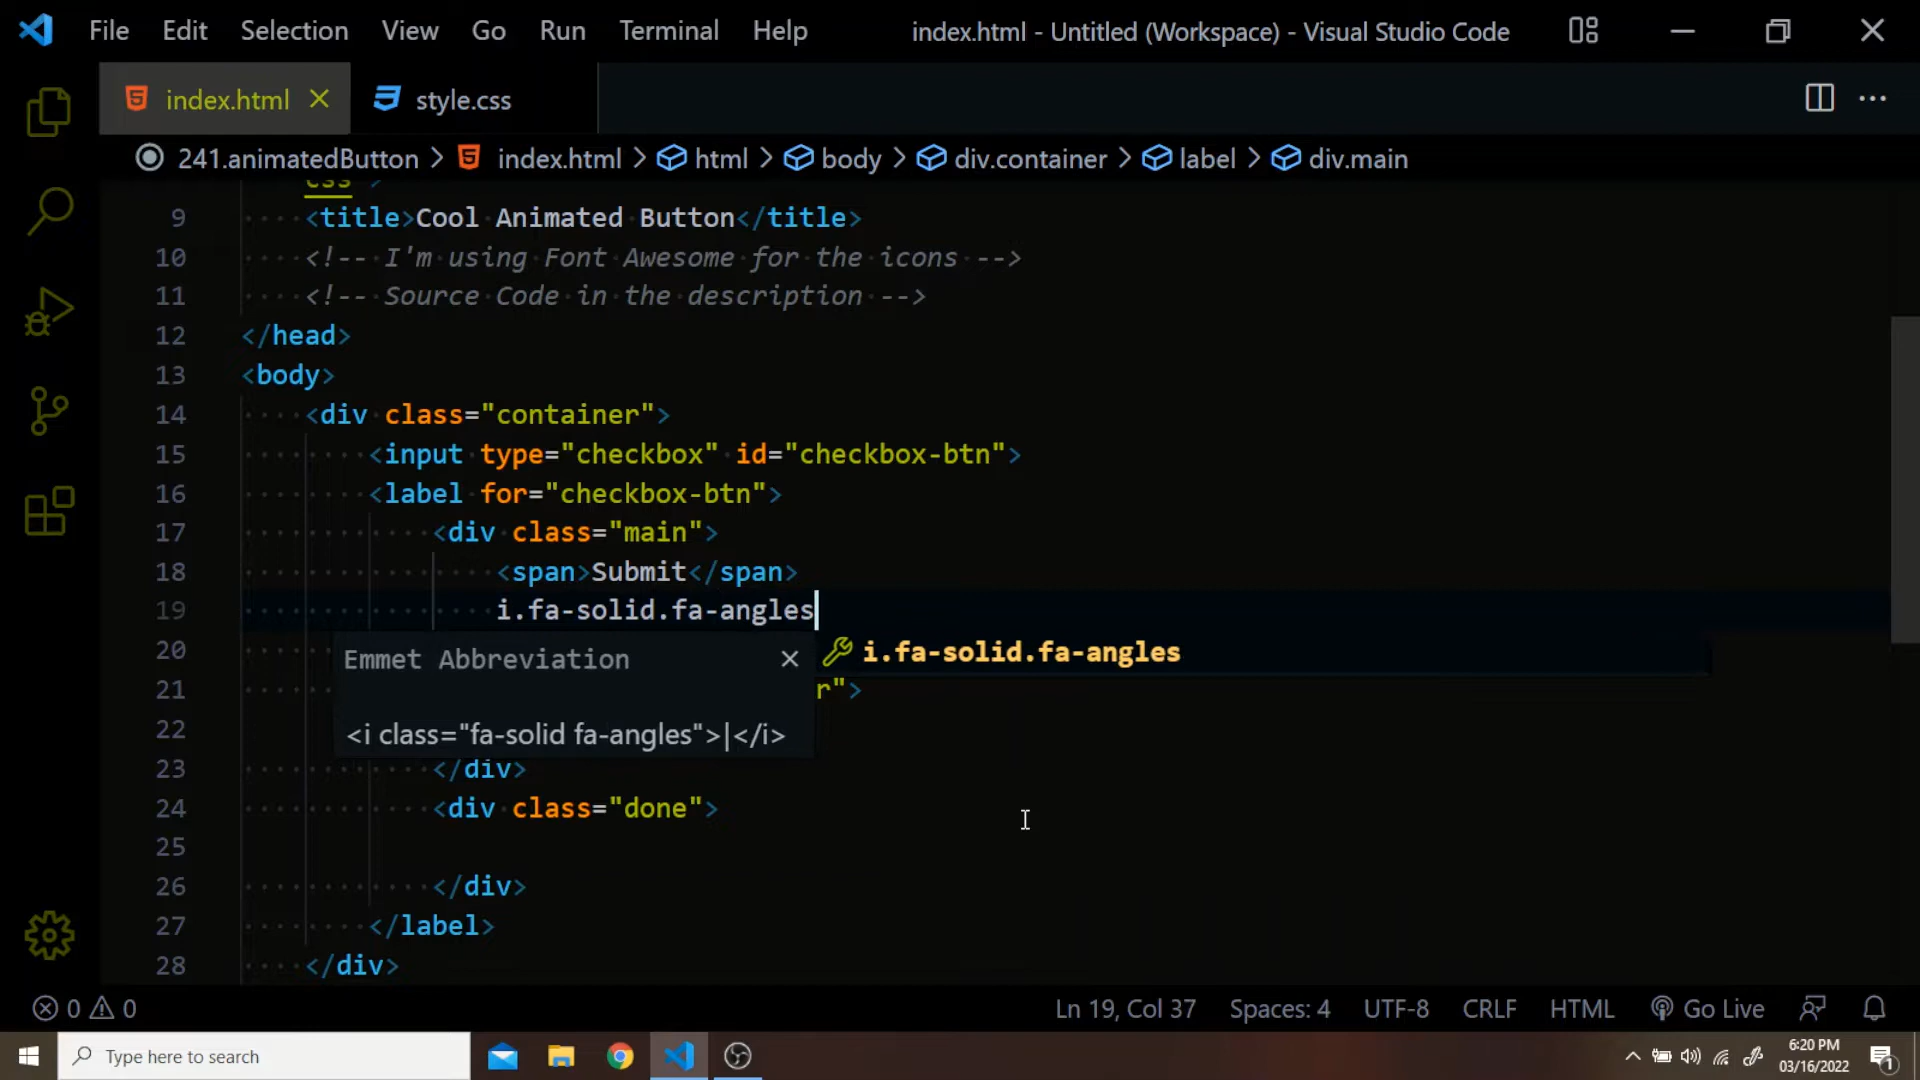 File Edit Selection View Go Run Terminal Help index.html - Untitled (Workspace) - Visual Studio Code
index.html style.css
241.animatedButton > index.html > html > body > div.container > label > div.main
css">
9 <title>Cool Animated Button</title>
10 <!-- I'm using Font Awesome for the icons -->
11 <!-- Source Code in the description -->
12 </head>
13 <body>
14 <div class="container">
15 <input type="checkbox" id="checkbox-btn">
16 <label for="checkbox-btn">
17 <div class="main">
18 <span>Submit</span>
19 i.fa-solid.fa-angles
20 Emmet Abbreviation i.fa-solid.fa-angles
21 r">
22 <i class="fa-solid fa-angles">|</i>
23 </div>
24 <div class="done">
25
26 </div>
27 </label>
28 </div>
0 0 Ln 19, Col 37 Spaces: 4 UTF-8 CRLF HTML Go Live
Type here to search 6:20 PM
03/16/2022 1